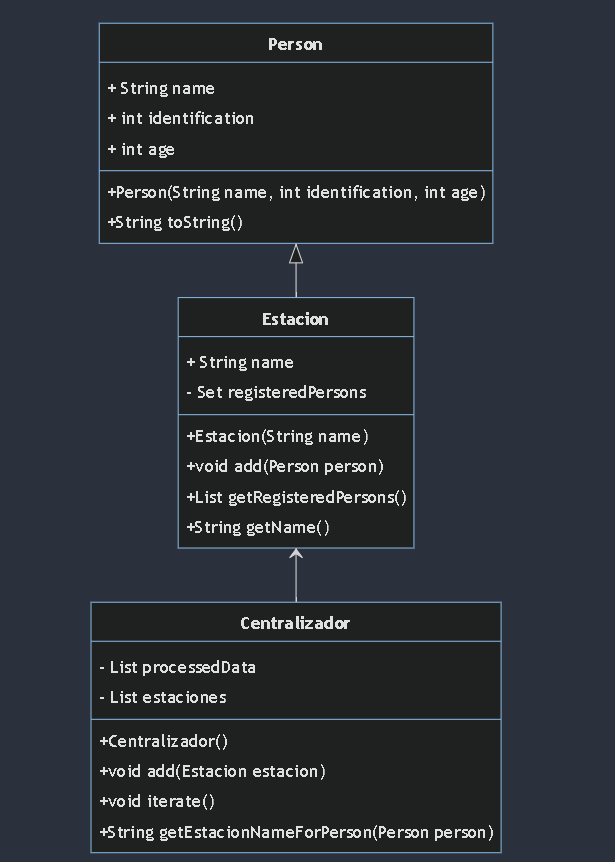 Person
+ String name
+ int identification
+ int age
+Person(String name, int identification, int age)
+String toString()
Estacion
+ String name
- Set registeredPersons
+Estacion(String name)
+void add(Person person)
+List getRegisteredPersons()
+String getName()
Centralizador
- List processedData
- List estaciones
+Centralizador()
+void add(Estacion estacion)
+void iterate()
+String getEstacionNameForPerson(Person person)